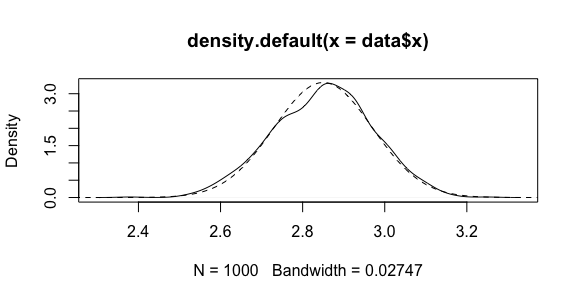 density.default(x = data$x)
Density
3.0
1.5
0.0
2.4 2.6 2.8 3.0 3.2
N = 1000 Bandwidth = 0.02747